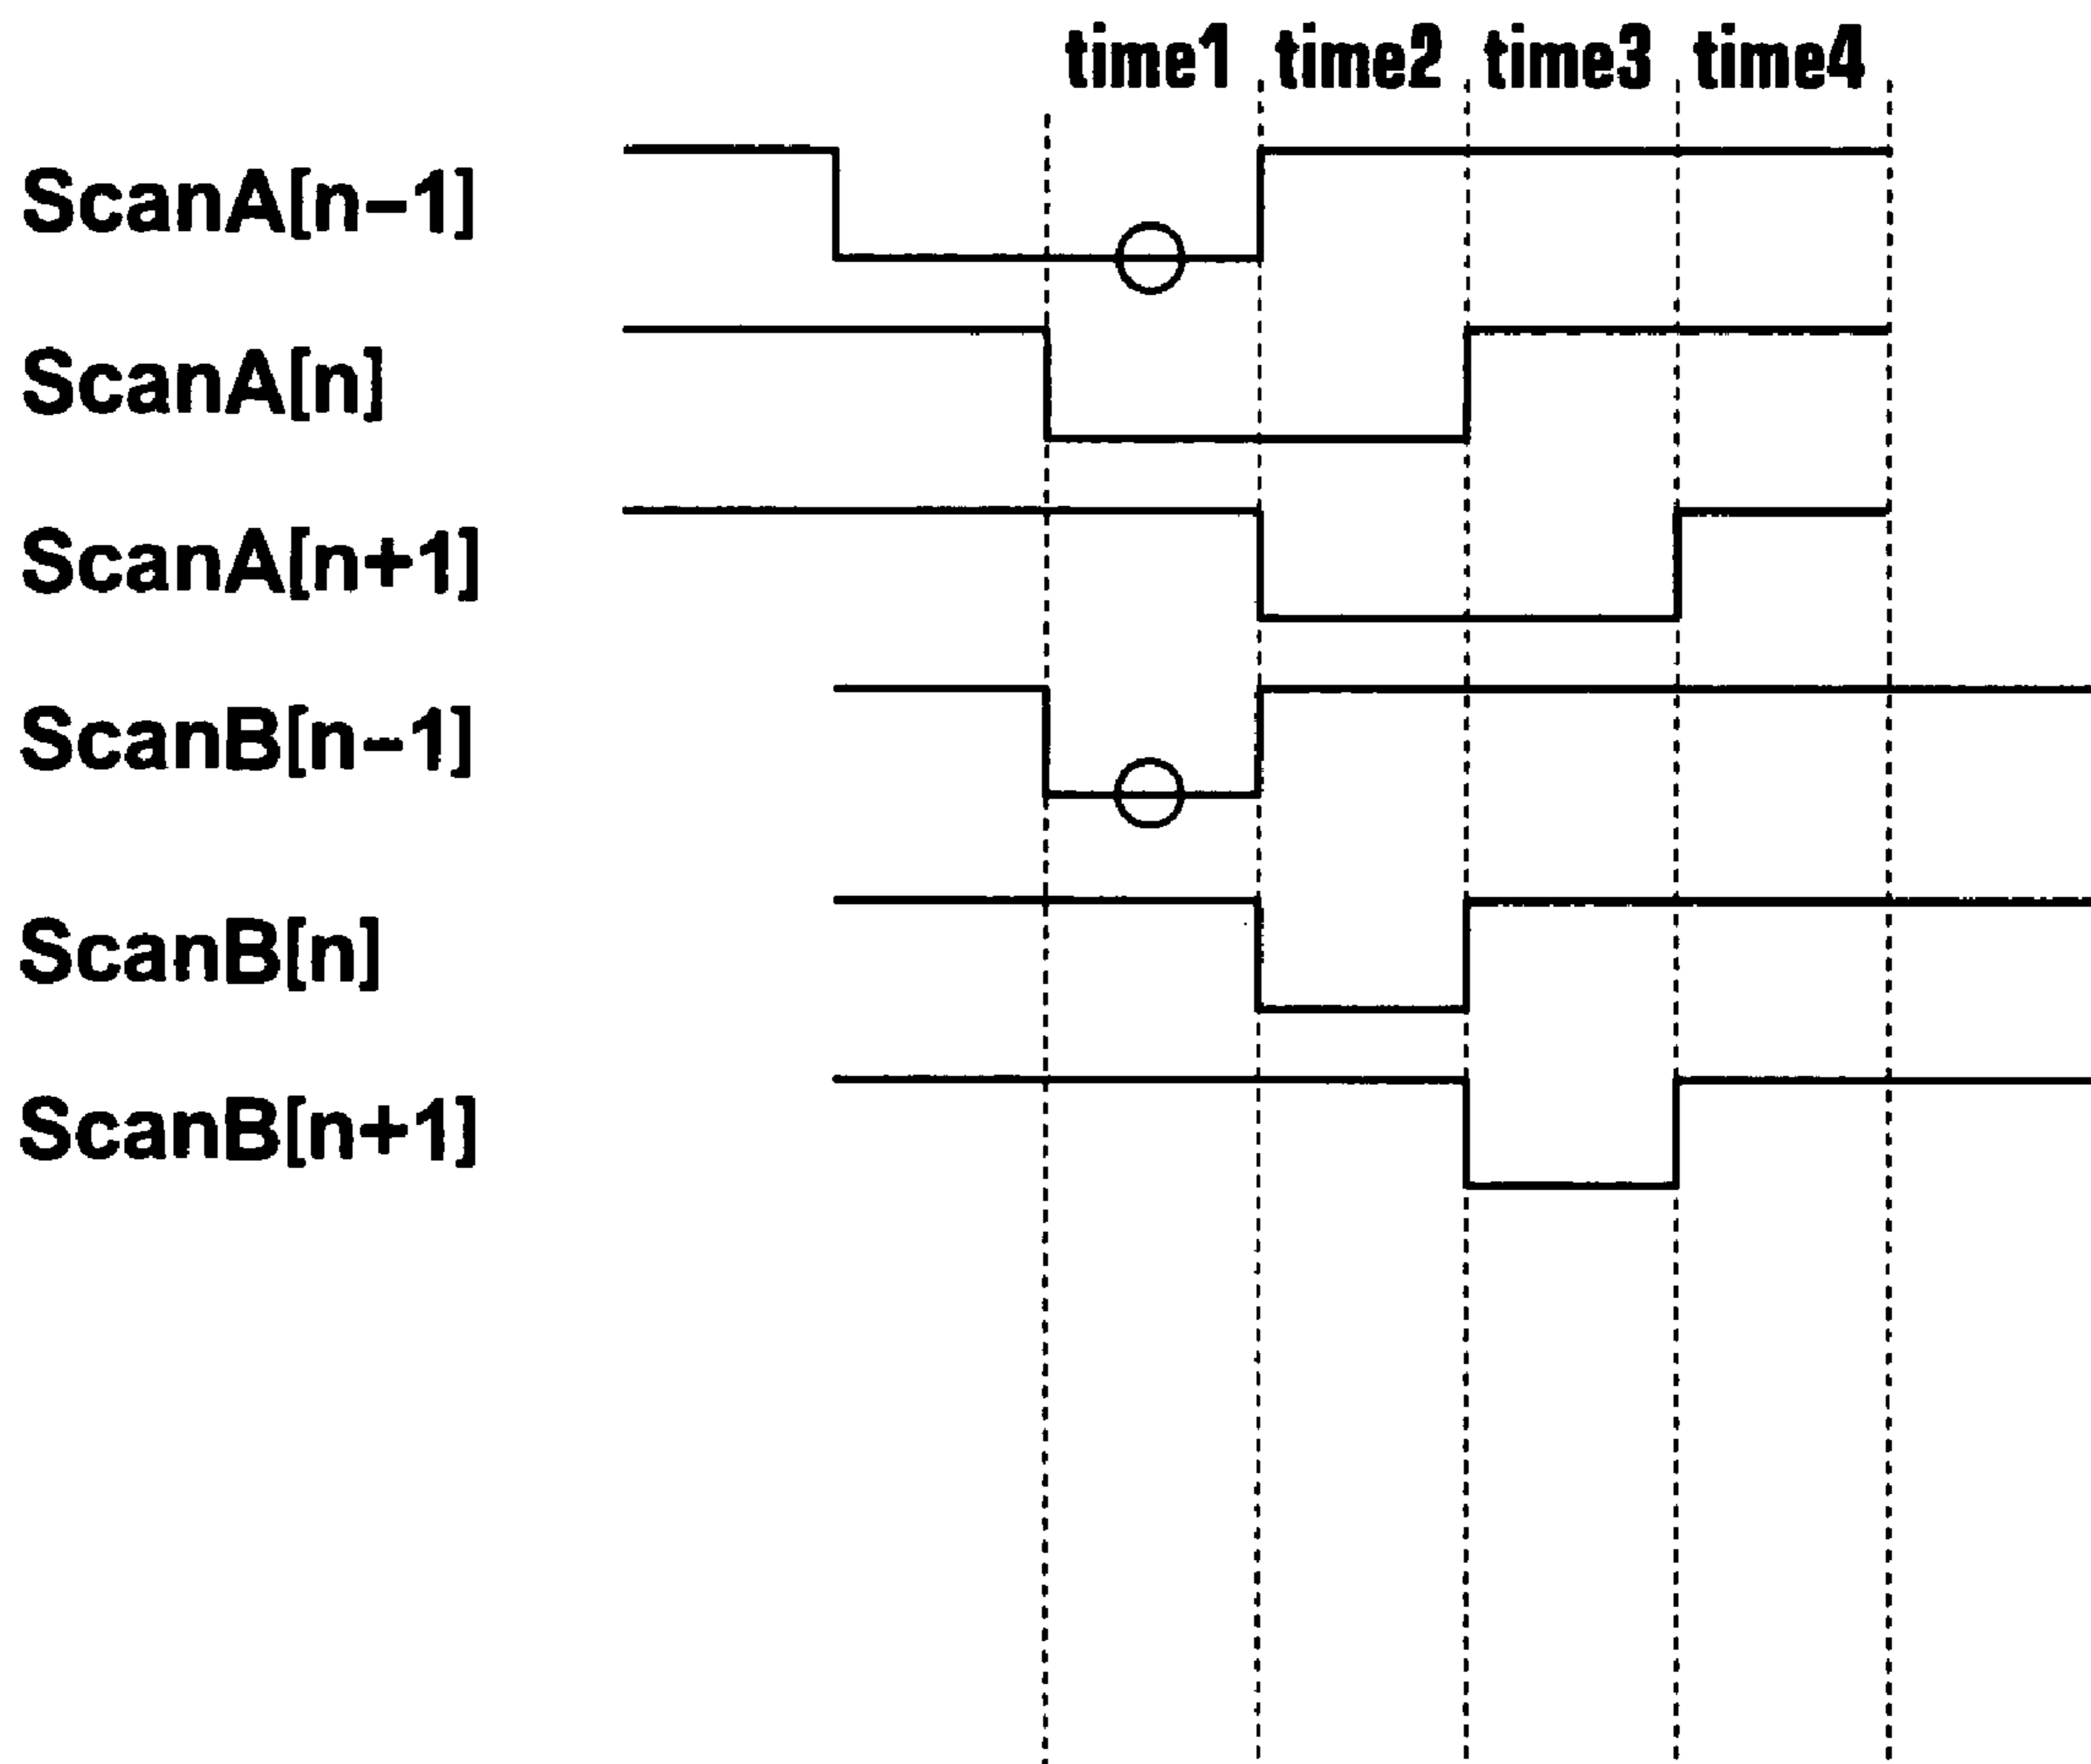 time1 time2 time3 time4
ScanA[n-1]
ScanA[n]
ScanA[n+1]
ScanB[n-1]
ScanB[n]
ScanB[n+1]